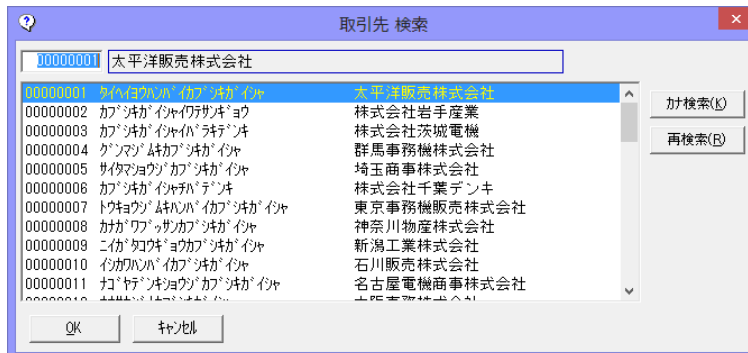 取引先 検索
00000001 太平洋販売株式会社
00000001 ﾀｲﾍｲﾖｳﾊﾝﾊﾞｲｶﾌﾞｼｷｶﾞｲｼｬ 太平洋販売株式会社
00000002 ｶﾌﾞｼｷｶﾞｲｼｬｲﾜﾃｻﾝｷﾞｮｳ 株式会社岩手産業
00000003 ｶﾌﾞｼｷｶﾞｲｼｬｲﾊﾞﾗｷﾃﾞﾝｷ 株式会社茨城電機
00000004 ｸﾞﾝﾏｼﾞﾑｷｶﾌﾞｼｷｶﾞｲｼｬ 群馬事務機株式会社
00000005 ｻｲﾀﾏｼｮｳｼﾞｶﾌﾞｼｷｶﾞｲｼｬ 埼玉商事株式会社
00000006 ｶﾌﾞｼｷｶﾞｲｼｬﾁﾊﾞﾃﾞﾝｷ 株式会社千葉デンキ
00000007 ﾄｳｷｮｳｼﾞﾑｷﾊﾝﾊﾞｲｶﾌﾞｼｷｶﾞｲｼｬ 東京事務機販売株式会社
00000008 ｶﾅｶﾞﾜﾌﾞｯｻﾝｶﾌﾞｼｷｶﾞｲｼｬ 神奈川物産株式会社
00000009 ﾆｲｶﾞﾀｺｳｷﾞｮｳｶﾌﾞｼｷｶﾞｲｼｬ 新潟工業株式会社
00000010 ｲｼｶﾜﾊﾝﾊﾞｲｶﾌﾞｼｷｶﾞｲｼｬ 石川販売株式会社
00000011 ﾅｺﾞﾔﾃﾞﾝｷｼｮｳｼﾞｶﾌﾞｼｷｶﾞｲｼｬ 名古屋電機商事株式会社
ｶﾅ検索(K)
再検索(R)
OK ｷｬﾝｾﾙ